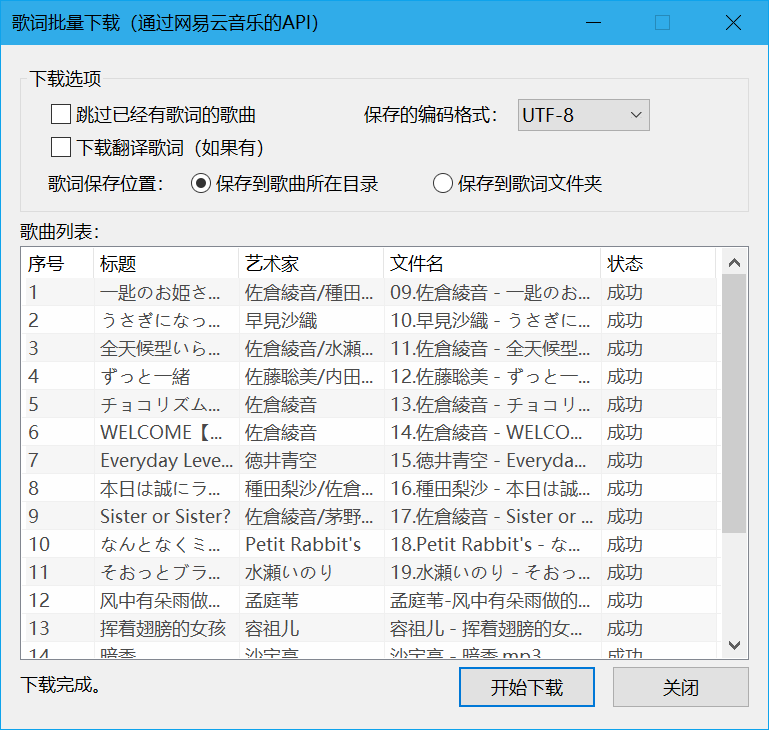 歌词批量下载（通过网易云音乐的API）
下载选项
跳过已经有歌词的歌曲 保存的编码格式： UTF-8
下载翻译歌词（如果有）
歌词保存位置： 保存到歌曲所在目录 保存到歌词文件夹
歌曲列表：
序号 标题 艺术家 文件名 状态
1 一匙のお姫さ... 佐倉綾音/種田... 09.佐倉綾音 - 一匙のお... 成功
2 うさぎになっ... 早見沙織 10.早見沙織 - うさぎに... 成功
3 全天候型いら... 佐倉綾音/水瀬... 11.佐倉綾音 - 全天候型... 成功
4 ずっと一緒 佐藤聡美/内田... 12.佐藤聡美 - ずっと一... 成功
5 チョコリズム... 佐倉綾音 13.佐倉綾音 - チョコリ... 成功
6 WELCOME【... 佐倉綾音 14.佐倉綾音 - WELCO... 成功
7 Everyday Leve... 徳井青空 15.徳井青空 - Everyda... 成功
8 本日は誠にラ... 種田梨沙/佐倉... 16.種田梨沙 - 本日は誠... 成功
9 Sister or Sister? 佐倉綾音/茅野... 17.佐倉綾音 - Sister or ... 成功
10 なんとなくミ... Petit Rabbit's 18.Petit Rabbit's - な... 成功
11 そおっとブラ... 水瀬いのり 19.水瀬いのり - そおっ... 成功
12 风中有朵雨做... 孟庭苇 孟庭苇-风中有朵雨做的... 成功
13 挥着翅膀的女孩 容祖儿 容祖儿 - 挥着翅膀的女... 成功
14 暗香 沙宝亮 沙宝亮 - 暗香.mp3 成功
下载完成。 开始下载 关闭